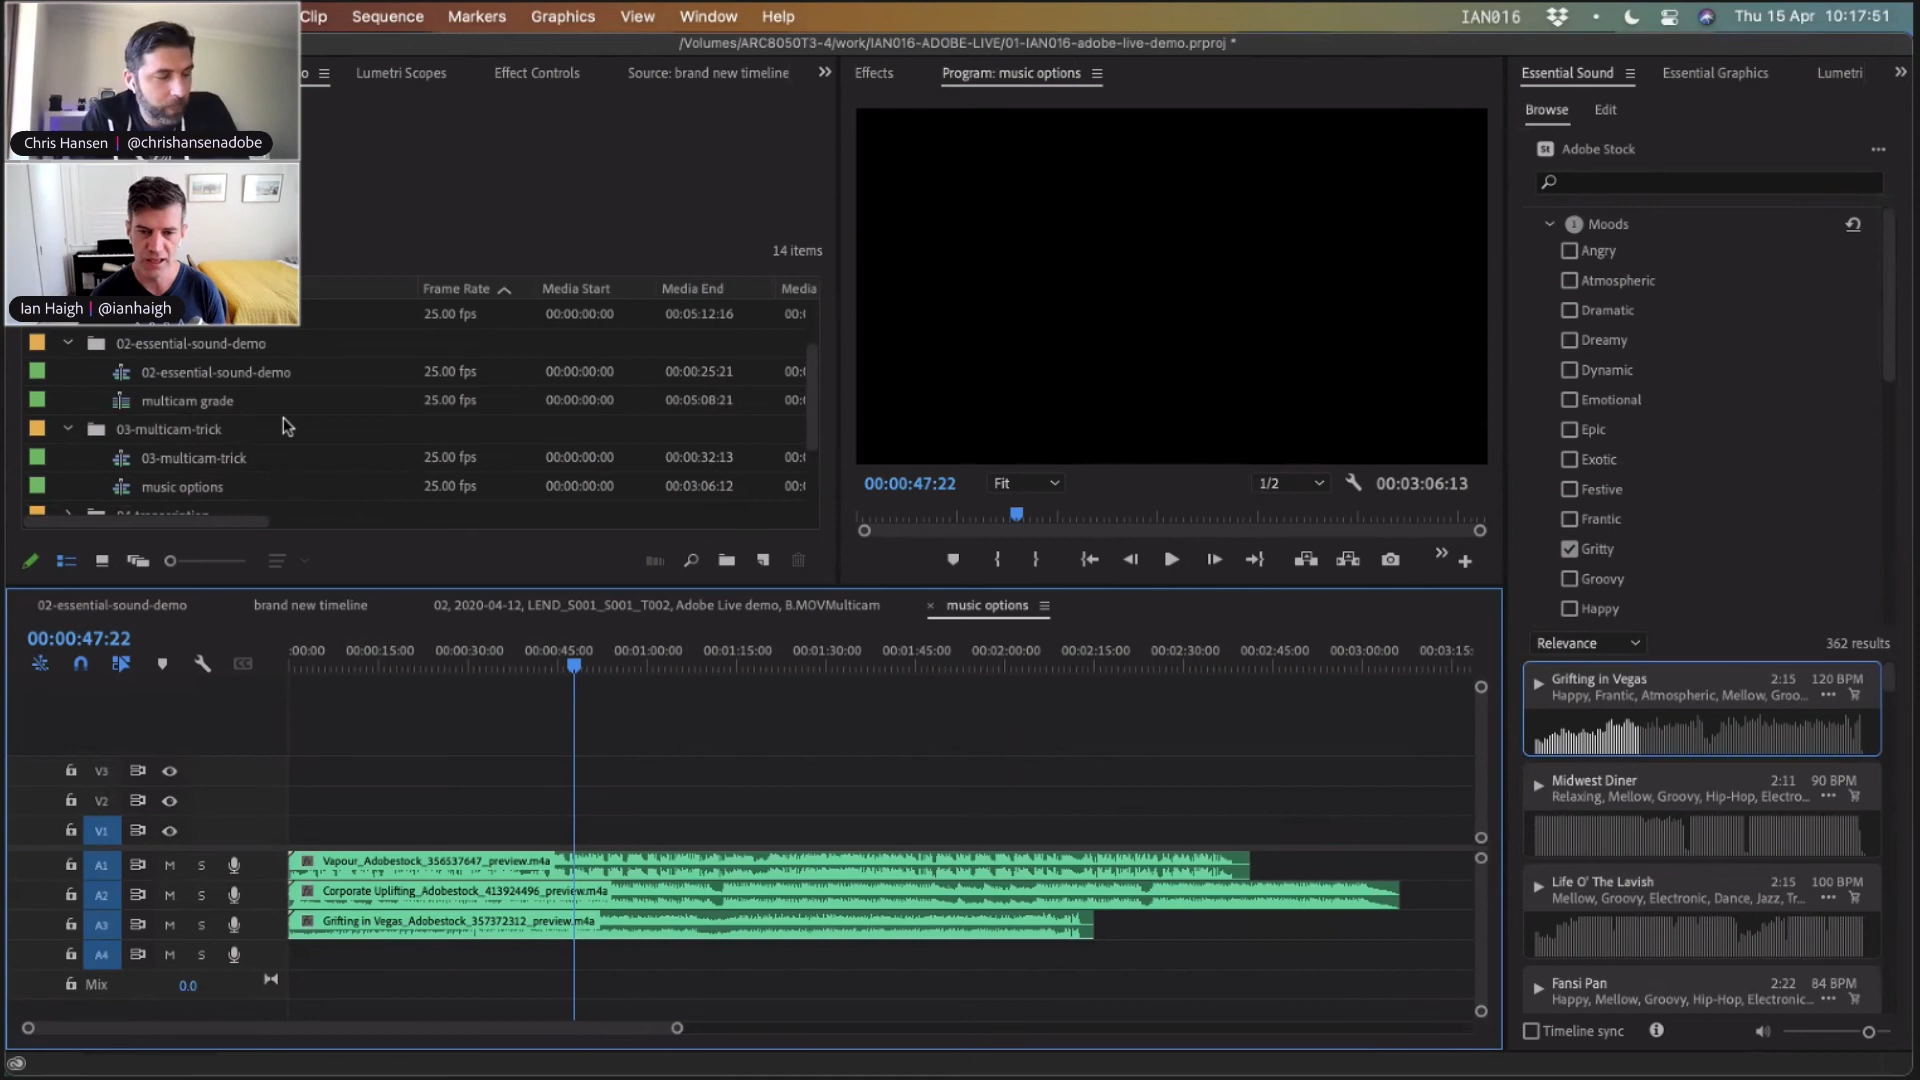 Clip Sequence Markers Graphics View Window Help IAN016 Thu 15 Apr 10:17:51
/Volumes/ARC8050T3-4/work/IAN016-ADOBE-LIVE/01-IAN016-adobe-live-demo.prproj *
Chris Hansen | @chrishansenadobe
Ian Haigh | @ianhaigh
Lumetri Scopes Effect Controls Source: brand new timeline
14 items
Frame Rate Media Start Media End Media
25.00 fps 00:00:00:00 00:05:12:16 00:
02-essential-sound-demo
02-essential-sound-demo 25.00 fps 00:00:00:00 00:00:25:21 00:
multicam grade 25.00 fps 00:00:00:00 00:05:08:21 00:
03-multicam-trick
03-multicam-trick 25.00 fps 00:00:00:00 00:00:32:13 00:
music options 25.00 fps 00:00:00:00 00:03:06:12 00:
Effects Program: music options
00:00:47:22 Fit 1/2 00:03:06:13
Essential Sound Essential Graphics Lumetri
Browse Edit
St Adobe Stock
1 Moods
Angry
Atmospheric
Dramatic
Dreamy
Dynamic
Emotional
Epic
Exotic
Festive
Frantic
Gritty
Groovy
Happy
Relevance 362 results
Grifting in Vegas 2:15 120 BPM
Happy, Frantic, Atmospheric, Mellow, Groo...
Midwest Diner 2:11 90 BPM
Relaxing, Mellow, Groovy, Hip-Hop, Electro...
Life O' The Lavish 2:15 100 BPM
Mellow, Groovy, Electronic, Dance, Jazz, Tr...
Fansi Pan 2:22 84 BPM
Happy, Mellow, Groovy, Hip-Hop, Electronic...
Timeline sync
02-essential-sound-demo brand new timeline 02, 2020-04-12, LEND_S001_S001_T002, Adobe Live demo, B.MOVMulticam × music options
00:00:47:22
:00:00 00:00:15:00 00:00:30:00 00:00:45:00 00:01:00:00 00:01:15:00 00:01:30:00 00:01:45:00 00:02:00:00 00:02:15:00 00:02:30:00 00:02:45:00 00:03:00:00 00:03:15:
CC
V3
V2
V1
A1 M S Vapour_Adobestock_356537647_preview.m4a
A2 M S Corporate Uplifting_Adobestock_413924496_preview.m4a
A3 M S Grifting in Vegas_Adobestock_357372312_preview.m4a
A4 M S
Mix 0.0